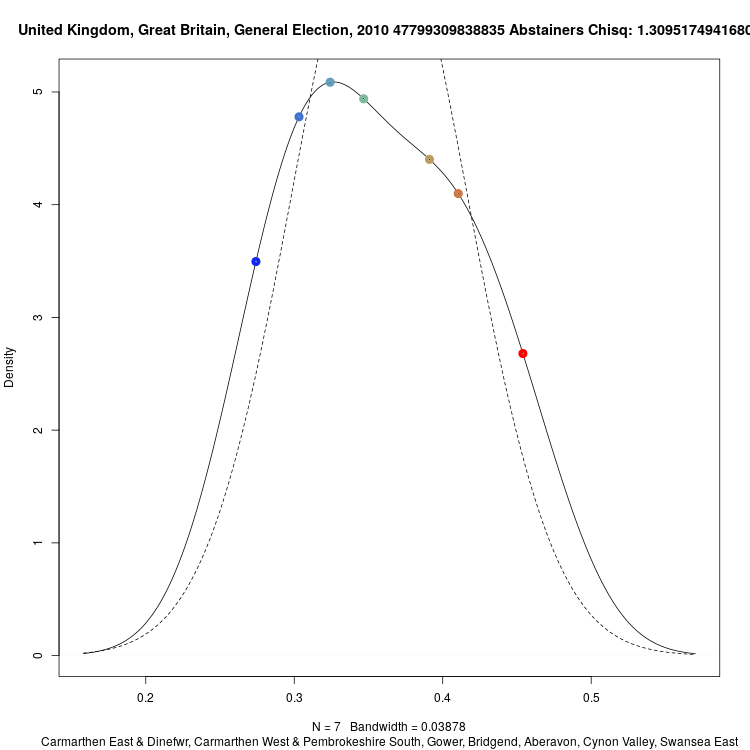 United Kingdom, Great Britain, General Election, 2010 47799309838835 Abstainers Chisq: 1.3095174941680
Density
5
4
3
2
1
0
0.2 0.3 0.4 0.5
N = 7 Bandwidth = 0.03878
Carmarthen East & Dinefwr, Carmarthen West & Pembrokeshire South, Gower, Bridgend, Aberavon, Cynon Valley, Swansea East